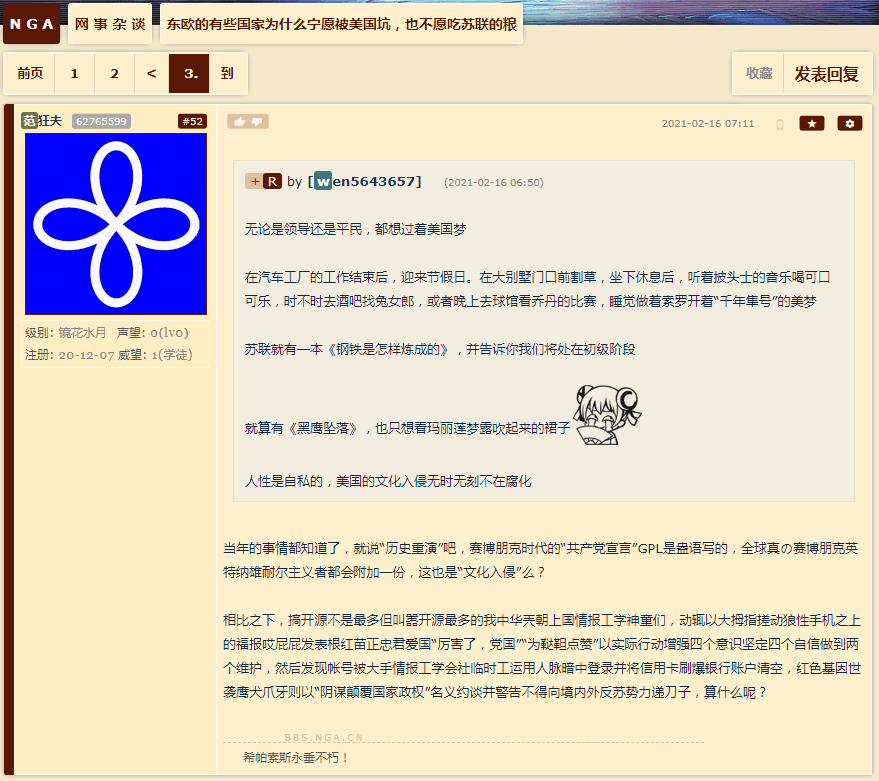 NGA 网事杂谈 东欧的有些国家为什么宁愿被美国坑，也不愿吃苏联的粮
前页 1 2 < 3. 到 收藏 发表回复
范狂夫 62765599 #52
2021-02-16 07:11
级别: 镜花水月 声望: 0(lv0)
注册: 20-12-07 威望: 1(学徒)
+ R by [wen5643657] (2021-02-16 06:50)
无论是领导还是平民，都想过着美国梦
在汽车工厂的工作结束后，迎来节假日。在大别墅门口前割草，坐下休息后，听着披头士的音乐喝可口
可乐，时不时去酒吧找兔女郎，或者晚上去球馆看乔丹的比赛，睡觉做着索罗开着“千年隼号”的美梦
苏联就有一本《钢铁是怎样炼成的》，并告诉你我们将处在初级阶段
就算有《黑鹰坠落》，也只想看玛丽莲梦露吹起来的裙子
人性是自私的，美国的文化入侵无时无刻不在腐化
当年的事情都知道了，就说“历史重演”吧，赛博朋克时代的“共产党宣言”GPL是盎语写的，全球真の赛博朋克英
特纳雄耐尔主义者都会附加一份，这也是“文化入侵”么？
相比之下，搞开源不是最多但叫嚣开源最多的我中华天朝上国情报工学神童们，动辄以大拇指搓动狼性手机之上
的福报哎屁屁发表根红苗正忠君爱国“厉害了，党国”“为鞑靼点赞”以实际行动增强四个意识坚定四个自信做到两
个维护，然后发现帐号被大手情报工学会社临时工运用人脉暗中登录并将信用卡刷爆银行账户清空，红色基因世
袭鹰犬爪牙则以“阴谋颠覆国家政权”名义约谈并警告不得向境内外反苏势力递刀子，算什么呢？
BBS.NGA.CN
希帕索斯永垂不朽！